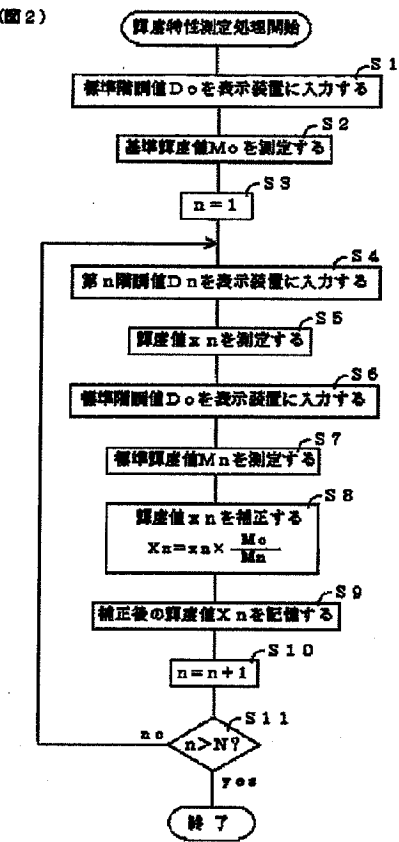 (図2)
輝度特性測定処理開始
S1
標準階調値Doを表示装置に入力する
S2
基準輝度値Moを測定する
S3
n=1
S4
第n階調値Dnを表示装置に入力する
S5
輝度値xnを測定する
S6
標準階調値Doを表示装置に入力する
S7
標準輝度値Mnを測定する
S8
輝度値xnを補正する
Xn=xn×Mo/Mn
S9
補正後の輝度値Xnを記憶する
S10
n=n+1
S11
n>N?
no
yes
終了